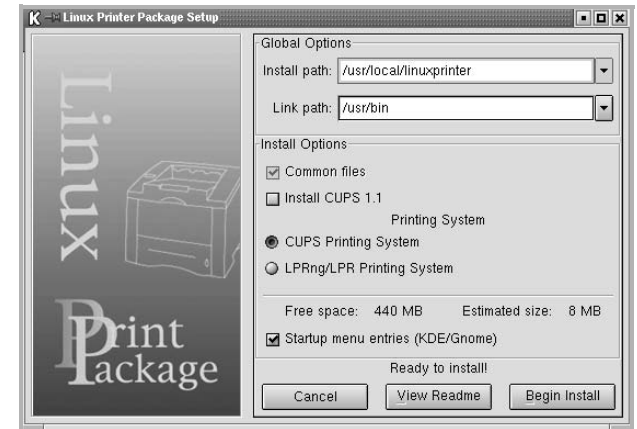 K Linux Printer Package Setup
Linux
Print
Package
Global Options
Install path: /usr/local/linuxprinter
Link path: /usr/bin
Install Options
Common files
Install CUPS 1.1
Printing System
CUPS Printing System
LPRng/LPR Printing System
Free space: 440 MB Estimated size: 8 MB
Startup menu entries (KDE/Gnome)
Ready to install!
Cancel View Readme Begin Install